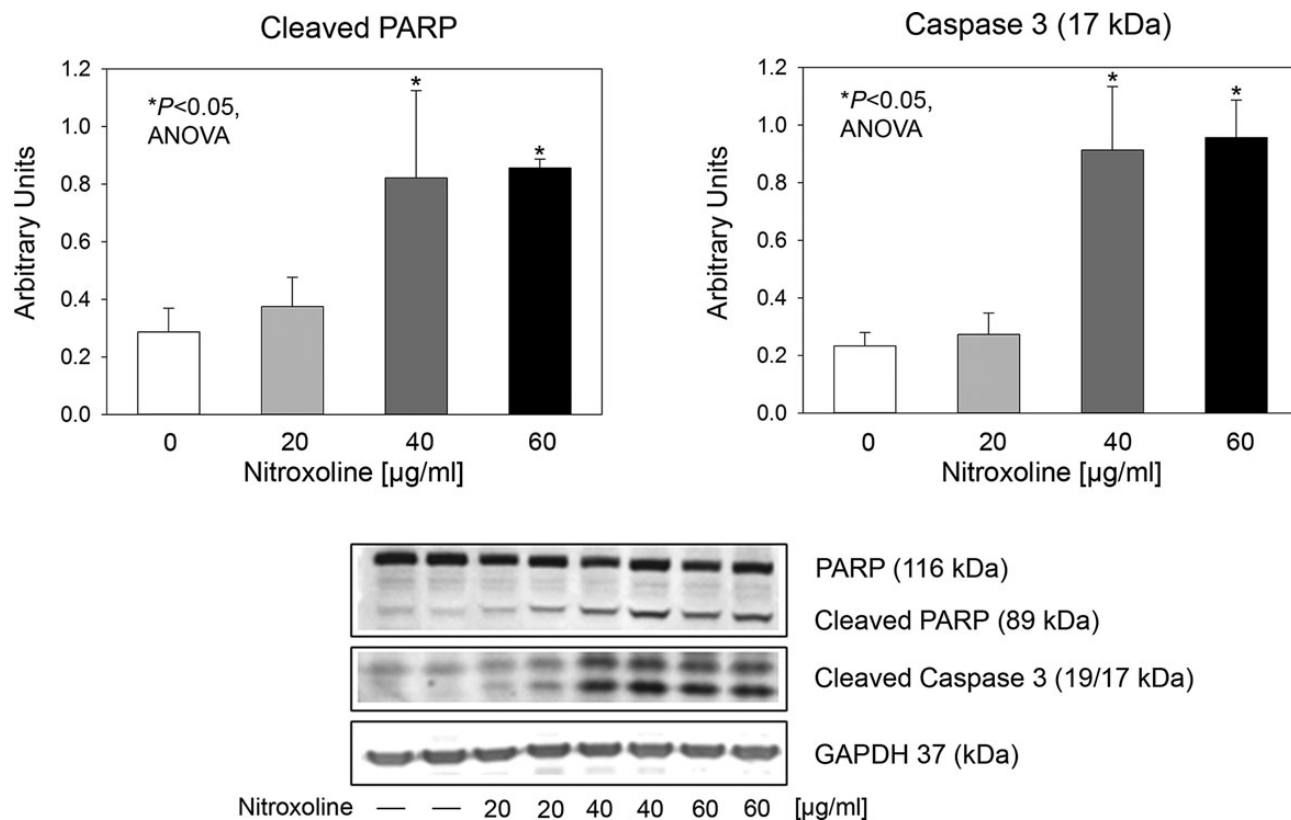 Cleaved PARP
1.2
1.0
0.8
0.6
0.4
0.2
0.0
Arbitrary Units
*P<0.05,
ANOVA
*
*
0 20 40 60
Nitroxoline [µg/ml]
Caspase 3 (17 kDa)
1.2
1.0
0.8
0.6
0.4
0.2
0.0
Arbitrary Units
*P<0.05,
ANOVA
*
*
0 20 40 60
Nitroxoline [µg/ml]
PARP (116 kDa)
Cleaved PARP (89 kDa)
Cleaved Caspase 3 (19/17 kDa)
GAPDH 37 (kDa)
Nitroxoline — — 20 20 40 40 60 60 [µg/ml]